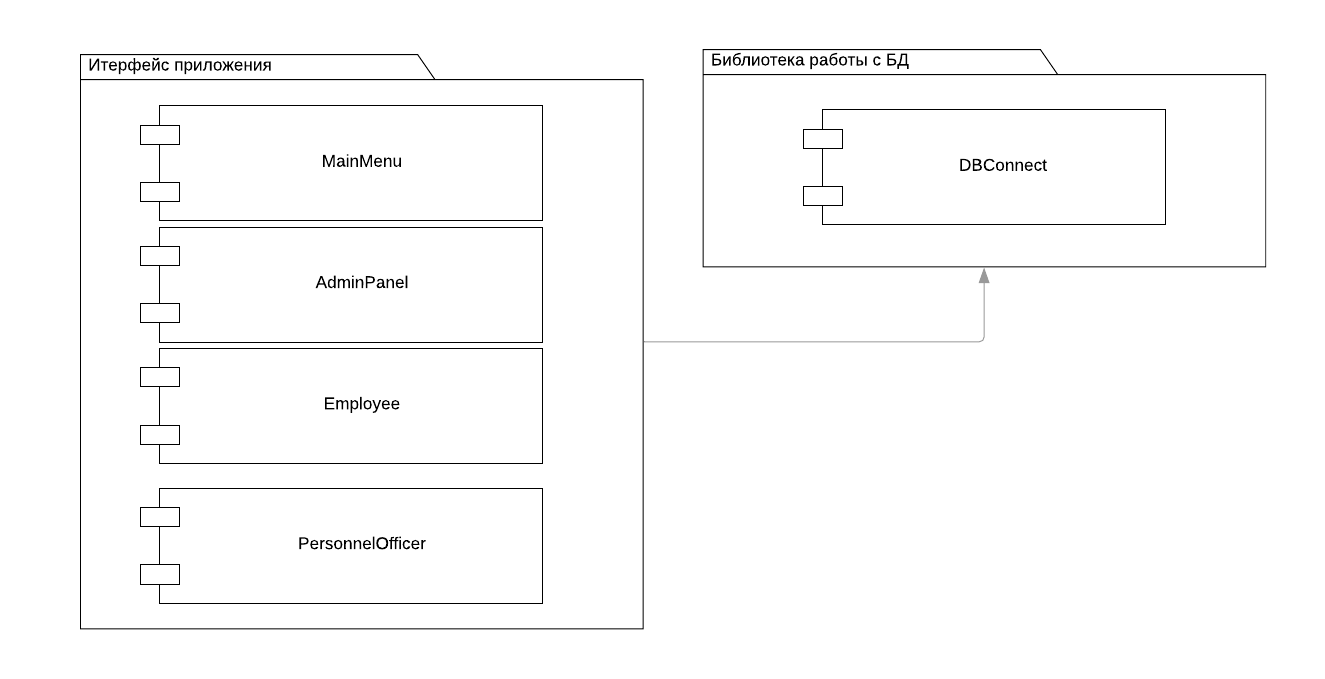 Итерфейс приложения
MainMenu
AdminPanel
Employee
PersonnelOfficer
Библиотека работы с БД
DBConnect